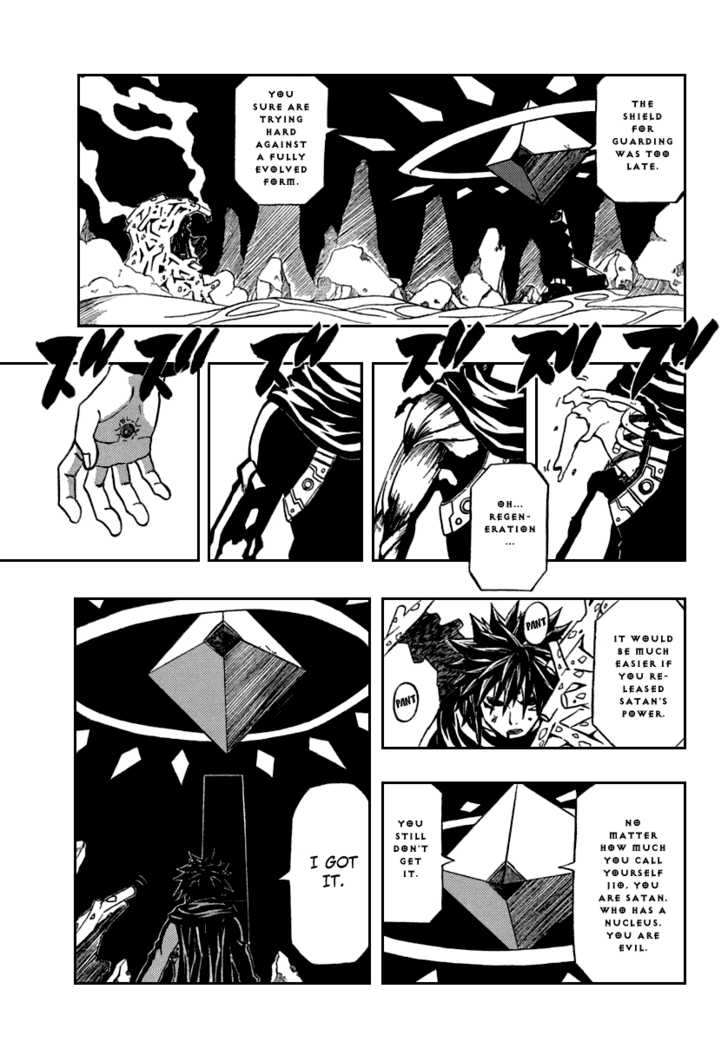 THE
SHIELD
FOR
GUARDING
WAS TOO
LATE.
YOU
SURE ARE
TRYING
HARD
AGAINST
A FULLY
EVOLVED
FORM.
ズズズズズズ
OH...
REGEN-
ERATION
...
IT WOULD
BE MUCH
EASIER IF
YOU RE-
LEASED
SATAN'S
POWER.
PANT
PANT
NO
MATTER
HOW MUCH
YOU CALL
YOURSELF
JIO, YOU
ARE SATAN.
WHO HAS A
NUCLEUS.
YOU ARE
EVIL.
YOU
STILL
DON'T
GET
IT.
I GOT
IT.